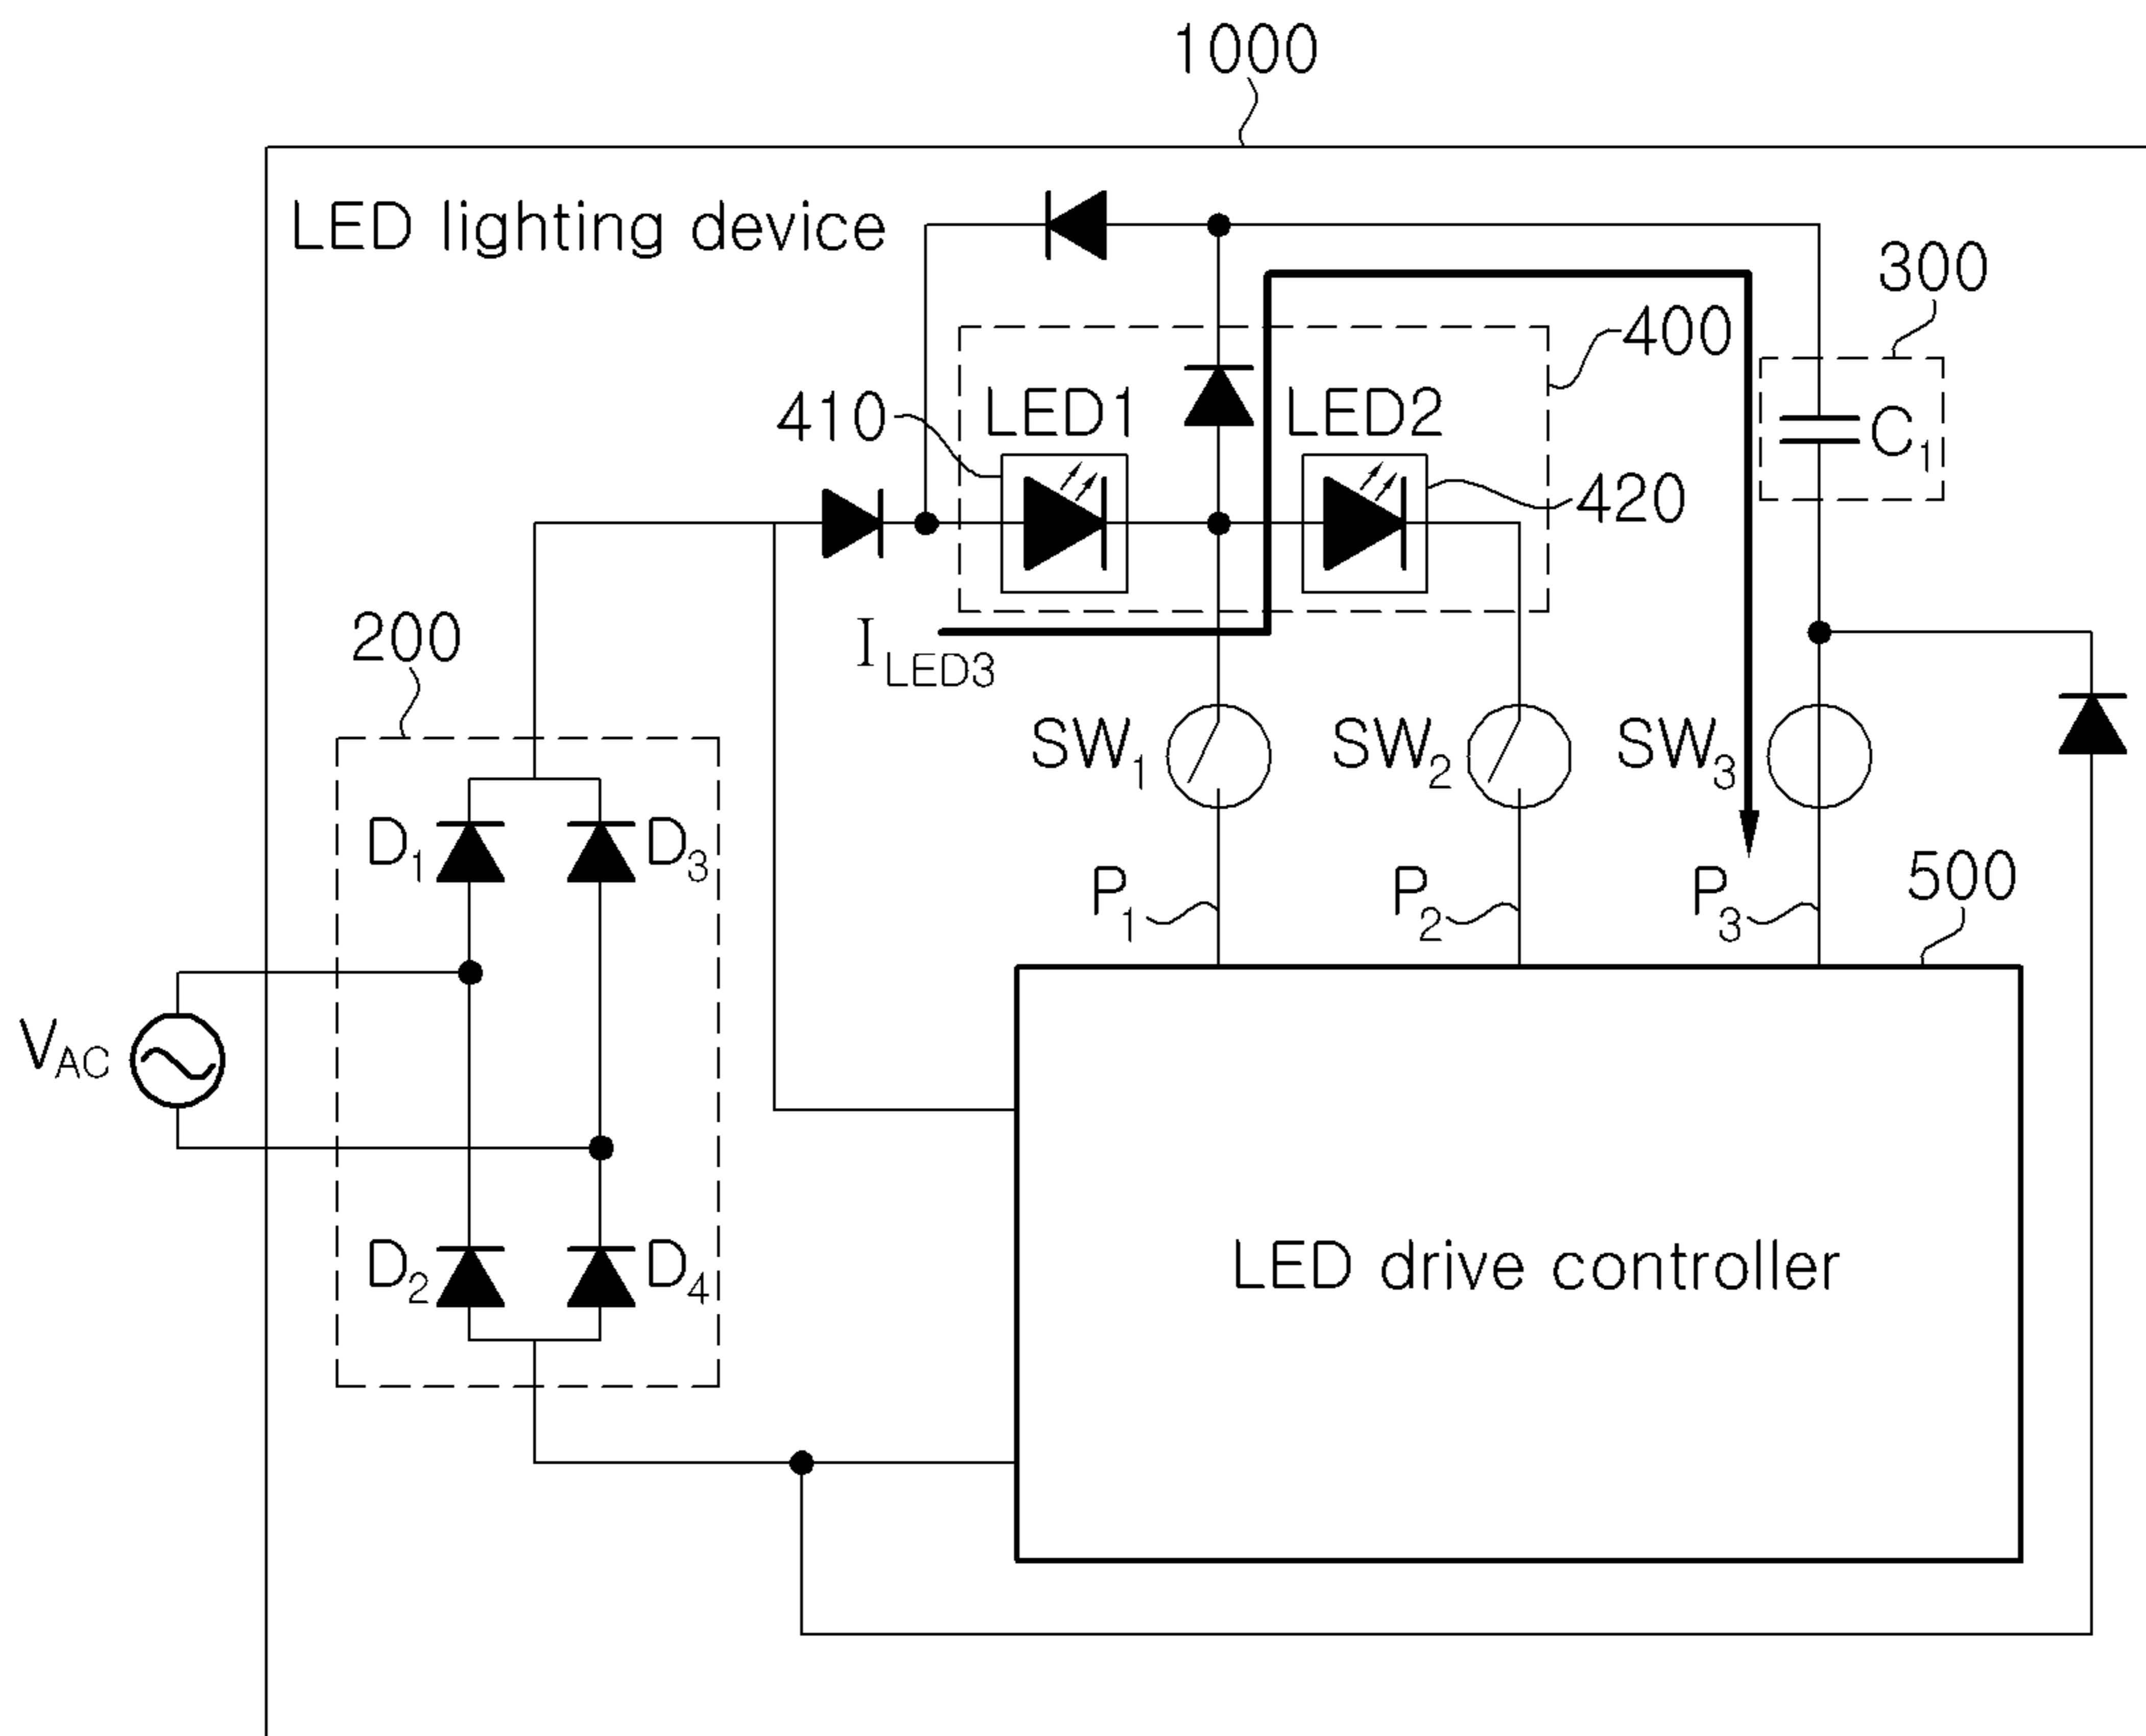 1000
LED lighting device
300
400
410
LED1
LED2
C1
420
200
ILED3
SW1
SW2
SW3
D1
D3
P1
P2
P3
500
VAC
D2
D4
LED drive controller